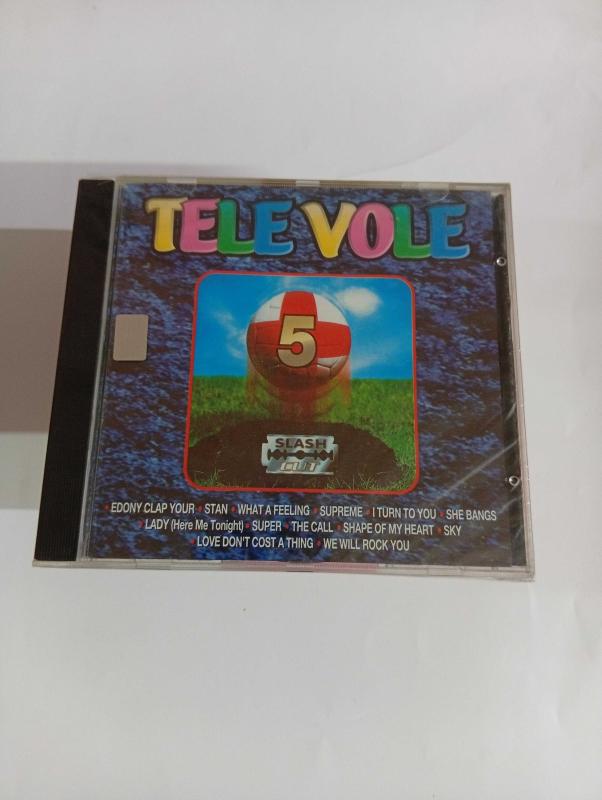 TELE VOLE
5
SLASH
CUT
• EDONY CLAP YOUR • STAN • WHAT A FEELING • SUPREME • I TURN TO YOU • SHE BANGS
• LADY (Here Me Tonight) • SUPER • THE CALL • SHAPE OF MY HEART • SKY
• LOVE DON'T COST A THING • WE WILL ROCK YOU